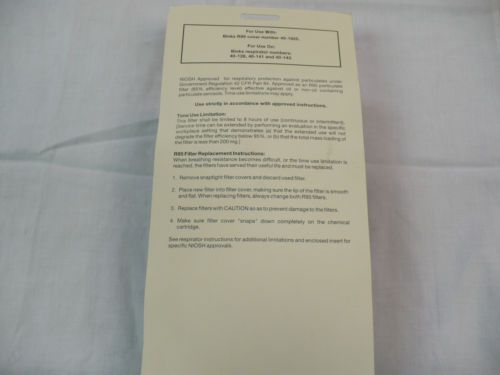 For Use With:
Binks R95 cover number 40-1625.
For Use On:
Binks respirator numbers:
40-139, 40-141 and 40-143
NIOSH Approved for respiratory protection against particulates under
Government Regulation 42 CFR Part 84. Approved as an R95 particulate
filter (95% efficiency level) effective against oil or non-oil containing
particulate aerosols. Time use limitations may apply.
Use strictly in accordance with approved instructions.
Time Use Limitation:
This filter shall be limited to 8 hours of use (continuous or intermittent).
[Service time can be extended by performing an evaluation in the specific
workplace setting that demonstrates (a) that the extended use will not
degrade the filter efficiency below 95%, or (b) that the total mass loading of
the filter is less than 200 mg.]
R95 Filter Replacement Instructions:
When breathing resistance becomes difficult, or the time use limitation is
reached, the filters have served their useful life and must be replaced.
1. Remove snaptight filter covers and discard used filter.
2. Place new filter into filter cover, making sure the lip of the filter is smooth
and flat. When replacing filters, always change both R95 filters.
3. Replace filters with CAUTION so as to prevent damage to the filters.
4. Make sure filter cover "snaps" down completely on the chemical
cartridge.
See respirator instructions for additional limitations and enclosed insert for
specific NIOSH approvals.